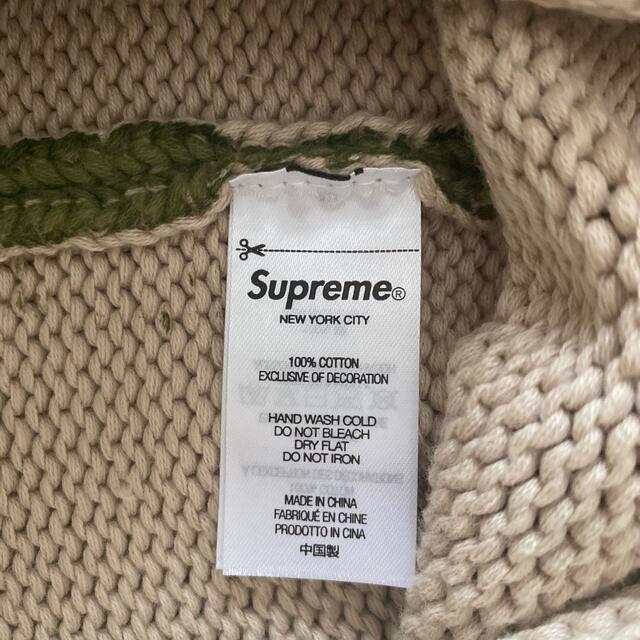 Supreme®
NEW YORK CITY
100% COTTON
EXCLUSIVE OF DECORATION
HAND WASH COLD
DO NOT BLEACH
DRY FLAT
DO NOT IRON
MADE IN CHINA
FABRIQUÉ EN CHINE
PRODOTTO IN CINA
中国製